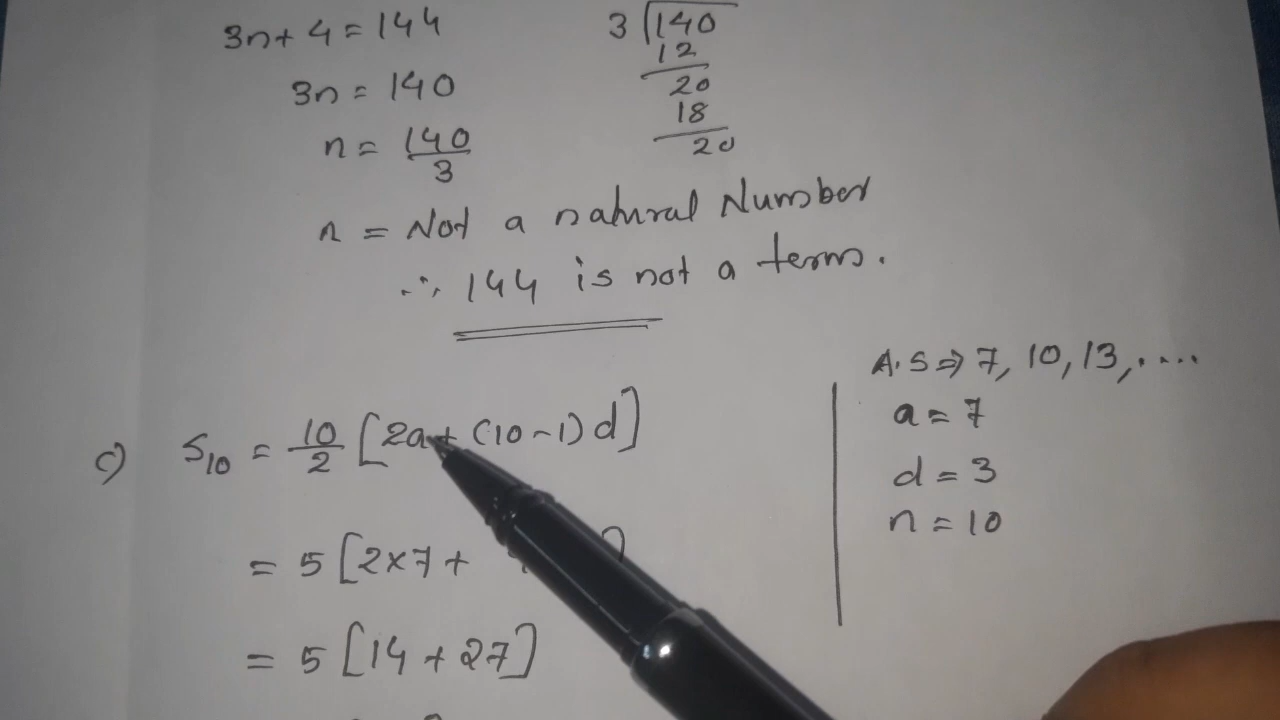 3n + 4 = 144
3n = 140
n = 140/3
3 140
12
20
18
20
n = Not a natural Number
∴ 144 is not a term.
c) S10 = 10/2 [2a + (10-1) d]
= 5 [2×7 +
= 5 [14 + 27]
A.S ⇒ 7, 10, 13, ....
a = 7
d = 3
n = 10